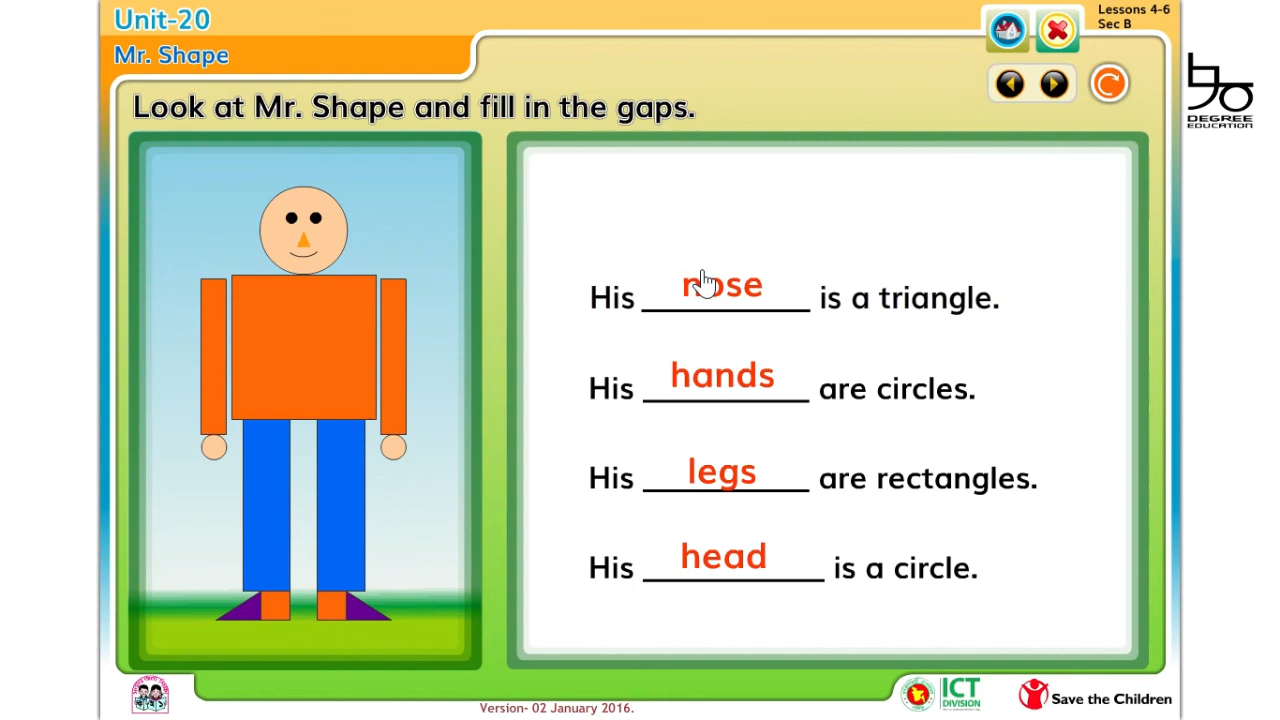 Unit-20
Mr. Shape
Lessons 4-6
Sec B
DEGREE
EDUCATION
Look at Mr. Shape and fill in the gaps.
His nose is a triangle.
His hands are circles.
His legs are rectangles.
His head is a circle.
ICT
DIVISION
Save the Children
Version- 02 January 2016.